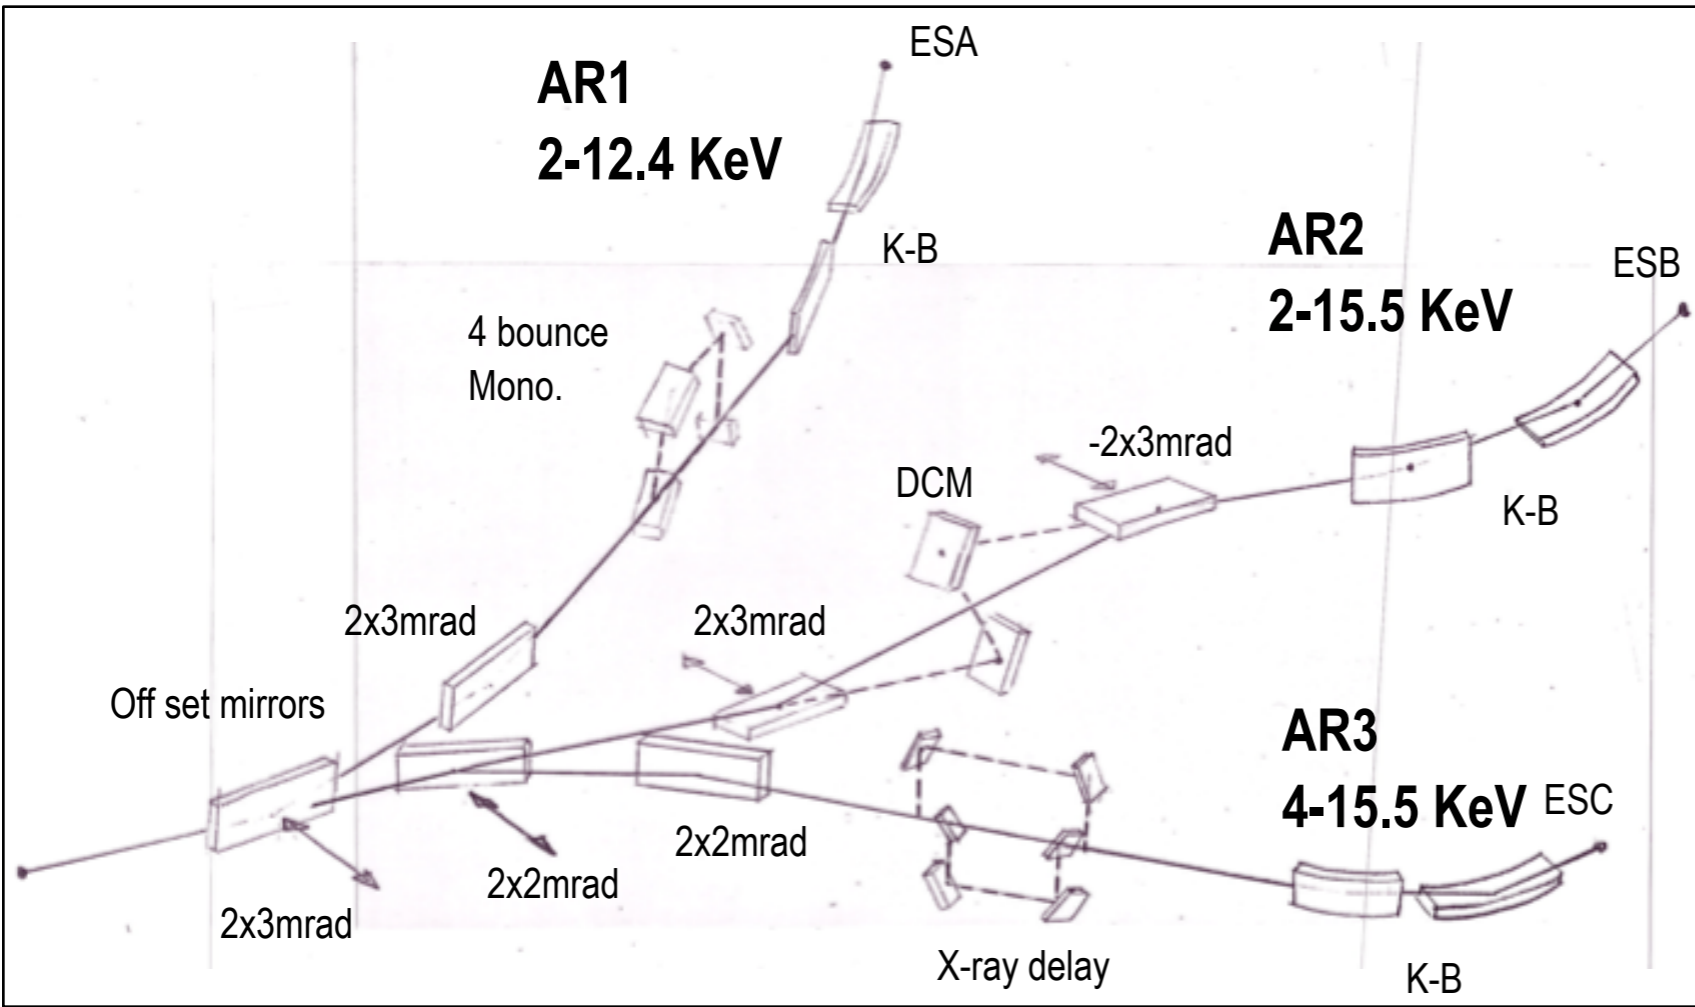 ESA
AR1
2-12.4 KeV
K-B
AR2
2-15.5 KeV
ESB
4 bounce
Mono.
-2x3mrad
DCM
K-B
2x3mrad
2x3mrad
Off set mirrors
AR3
4-15.5 KeV
ESC
2x2mrad
2x2mrad
2x3mrad
X-ray delay
K-B